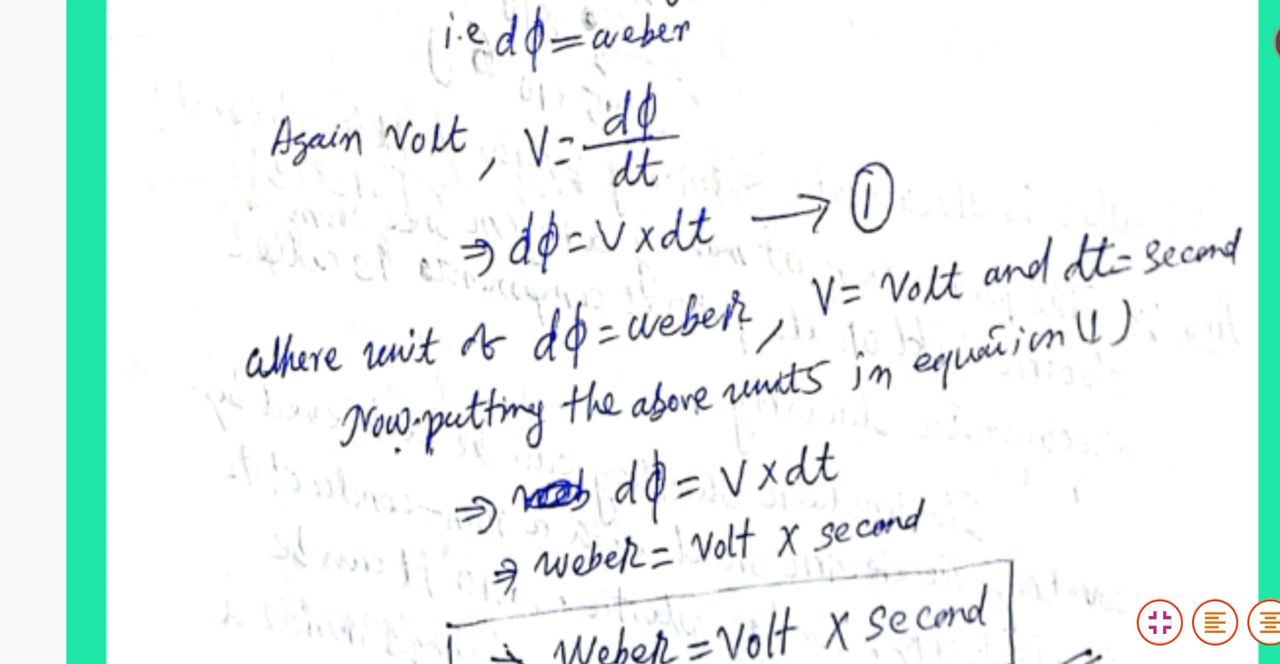 i.e dϕ = weber
Again Volt, V = dϕ/dt
⇒ dϕ = V x dt → ①
Where unit of dϕ = weber, V = Volt and dt = second
Now putting the above units in equation (1)
⇒ dϕ = V x dt
⇒ Weber = Volt X second
→ Weber = Volt X Second